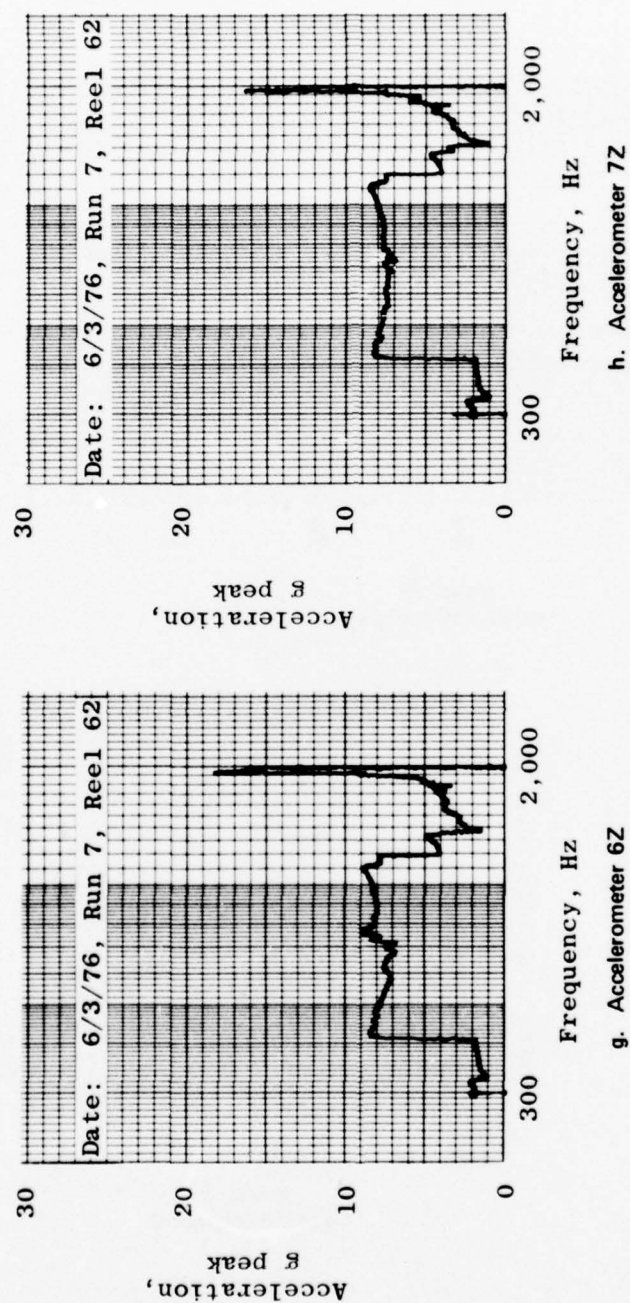 Acceleration,
g peak
30
20
10
0
Date: 6/3/76, Run 7, Reel 62
300
2,000
Frequency, Hz
g. Accelerometer 6Z
Acceleration,
g peak
30
20
10
0
Date: 6/3/76, Run 7, Reel 62
300
2,000
Frequency, Hz
h. Accelerometer 7Z